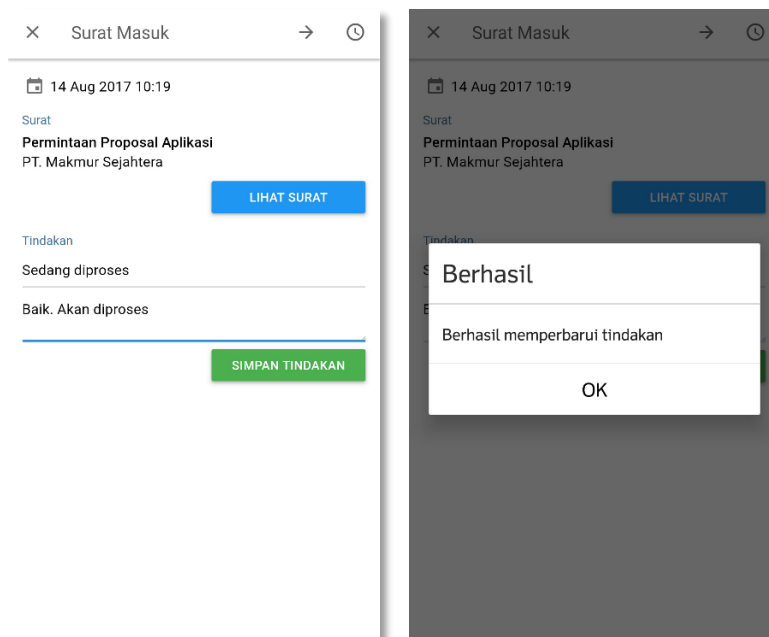 Surat Masuk
14 Aug 2017 10:19
Surat
Permintaan Proposal Aplikasi
PT. Makmur Sejahtera
LIHAT SURAT
Tindakan
Sedang diproses
Baik. Akan diproses
SIMPAN TINDAKAN
Surat Masuk
14 Aug 2017 10:19
Surat
Permintaan Proposal Aplikasi
PT. Makmur Sejahtera
LIHAT SURAT
Tindakan
Berhasil
Berhasil memperbarui tindakan
OK